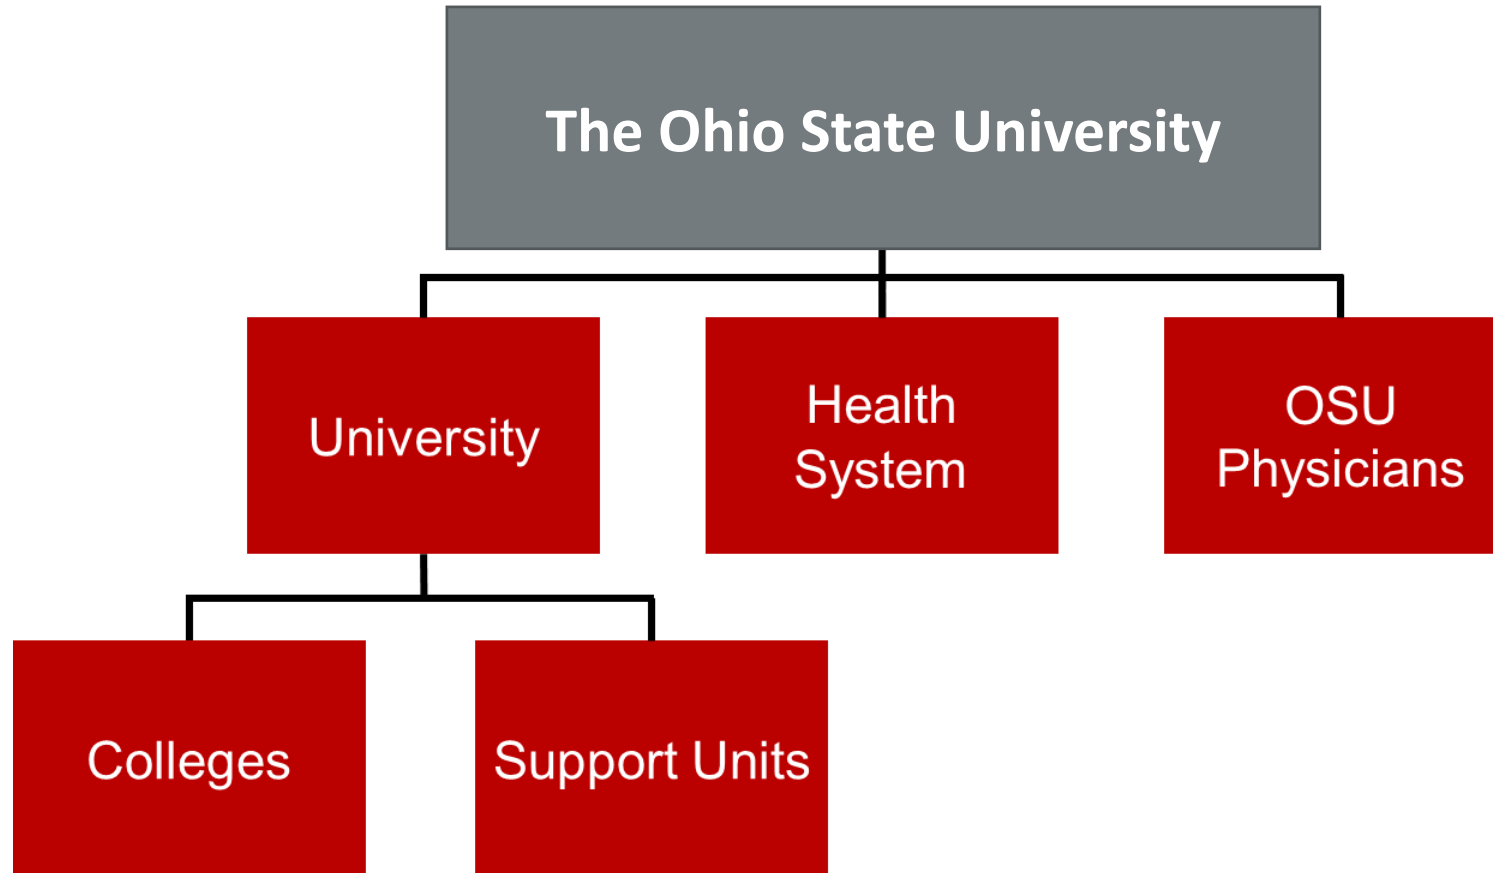 The Ohio State University
University
Health
System
OSU
Physicians
Colleges
Support Units